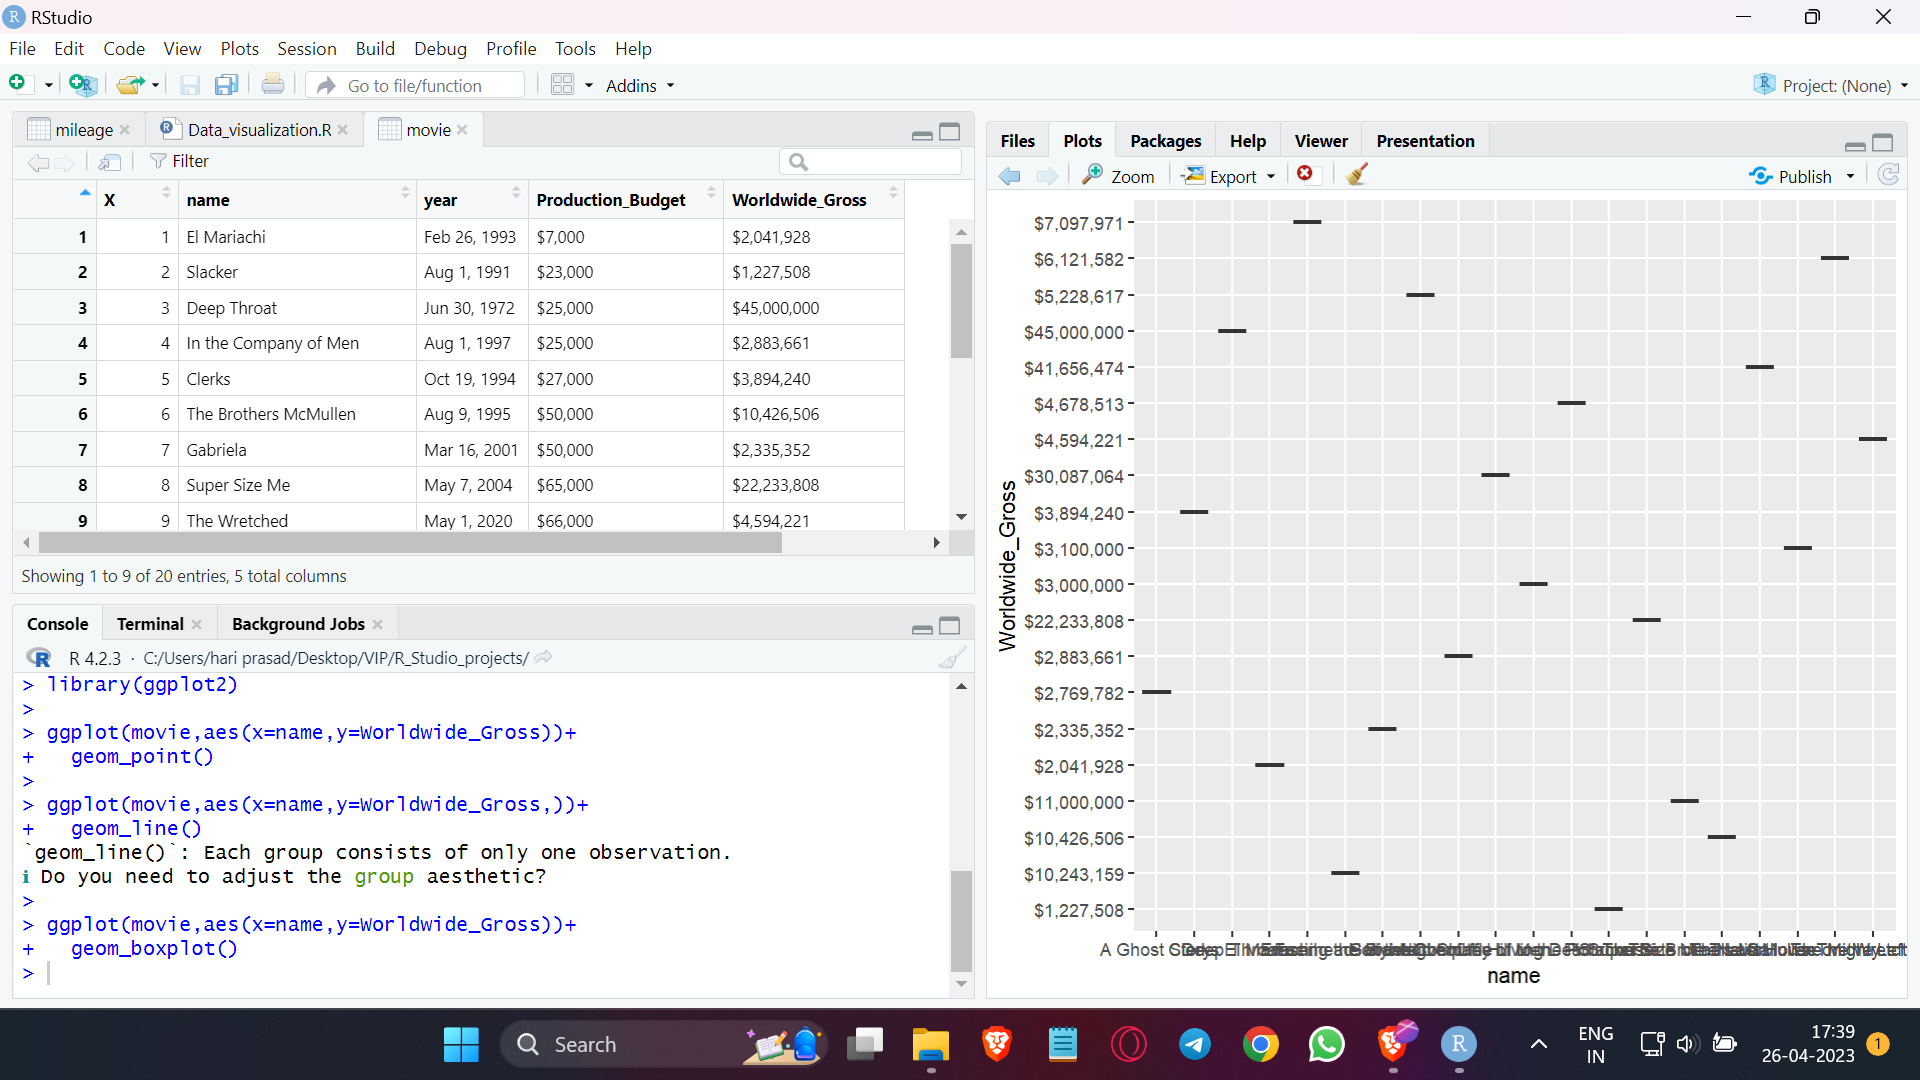 RStudio
File Edit Code View Plots Session Build Debug Profile Tools Help
Go to file/function
Addins
Project: (None)
mileage
Data_visualization.R
movie
Filter
X name year Production_Budget Worldwide_Gross
1 1 El Mariachi Feb 26, 1993 $7,000 $2,041,928
2 2 Slacker Aug 1, 1991 $23,000 $1,227,508
3 3 Deep Throat Jun 30, 1972 $25,000 $45,000,000
4 4 In the Company of Men Aug 1, 1997 $25,000 $2,883,661
5 5 Clerks Oct 19, 1994 $27,000 $3,894,240
6 6 The Brothers McMullen Aug 9, 1995 $50,000 $10,426,506
7 7 Gabriela Mar 16, 2001 $50,000 $2,335,352
8 8 Super Size Me May 7, 2004 $65,000 $22,233,808
9 9 The Wretched May 1, 2020 $66,000 $4,594,221
Showing 1 to 9 of 20 entries, 5 total columns
Console Terminal Background Jobs
R 4.2.3 · C:/Users/hari prasad/Desktop/VIP/R_Studio_projects/
> library(ggplot2)
>
> ggplot(movie,aes(x=name,y=Worldwide_Gross))+
+   geom_point()
>
> ggplot(movie,aes(x=name,y=Worldwide_Gross,))+
+   geom_line()
`geom_line()`: Each group consists of only one observation.
ℹ Do you need to adjust the group aesthetic?
>
> ggplot(movie,aes(x=name,y=Worldwide_Gross))+
+   geom_boxplot()
>
Files Plots Packages Help Viewer Presentation
Zoom Export Publish
$7,097,971
$6,121,582
$5,228,617
$45,000,000
$41,656,474
$4,678,513
$4,594,221
$30,087,064
$3,894,240
$3,100,000
$3,000,000
$22,233,808
$2,883,661
$2,769,782
$2,335,352
$2,041,928
$11,000,000
$10,426,506
$10,243,159
$1,227,508
Worldwide_Gross
A Ghost
name
Search
R
ENG
IN
17:39
26-04-2023
1